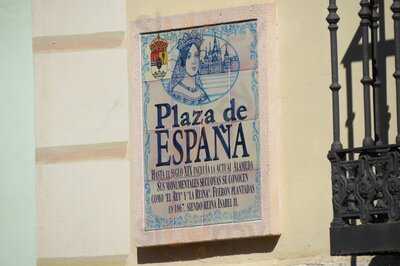 Plaza de
ESPAÑA
HASTA EL SIGLO XIX INCLUIA LA ACTUAL ALAMEDA
SUS MONUMENTALES SECUOYAS SE CONOCEN
COMO "EL REY" Y "LA REINA". FUERON PLANTADAS
EN 1867, SIENDO REINA ISABEL II.